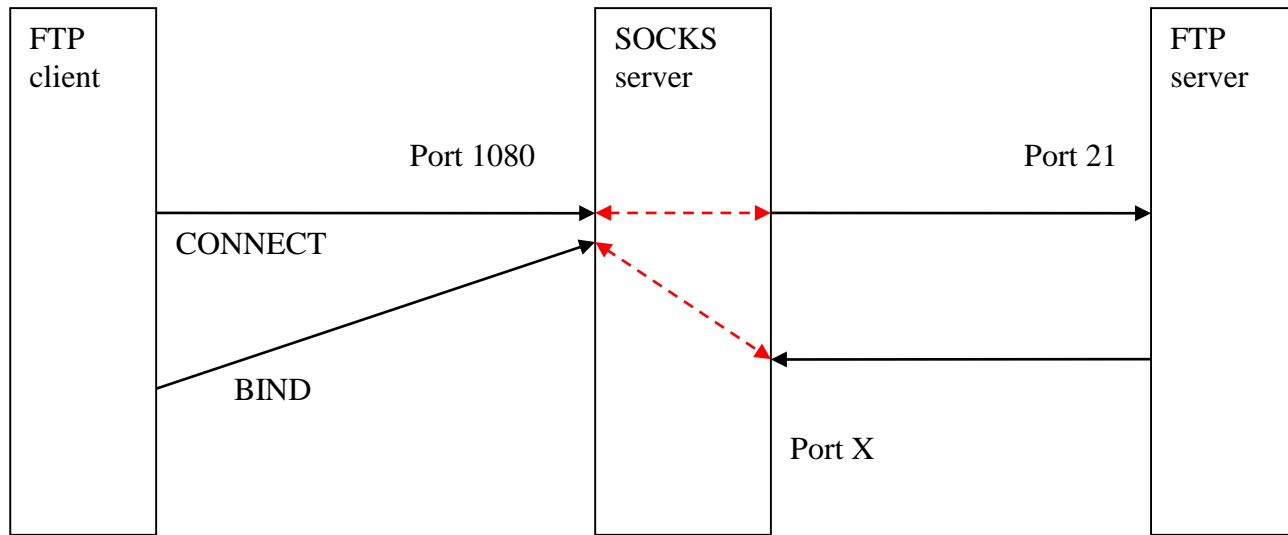 FTP
client
SOCKS
server
FTP
server
Port 1080
Port 21
CONNECT
BIND
Port X